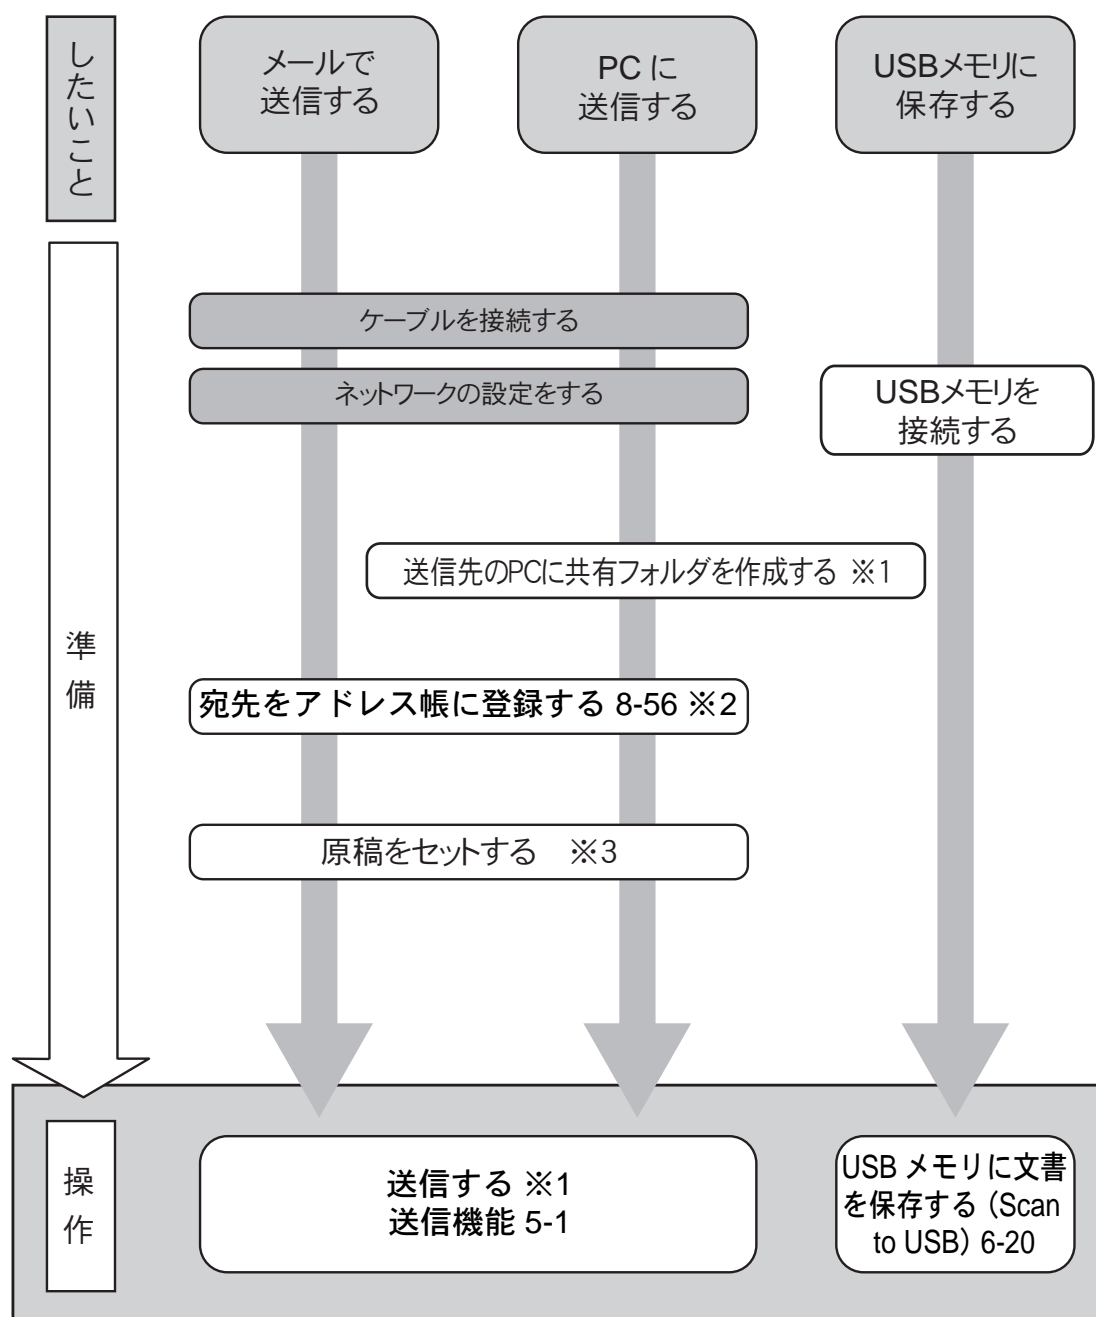 したいこと
メールで
送信する
PC に
送信する
USBメモリに
保存する
ケーブルを接続する
ネットワークの設定をする
USBメモリを
接続する
送信先のPCに共有フォルダを作成する ※1
準備
宛先をアドレス帳に登録する 8-56 ※2
原稿をセットする ※3
操作
送信する ※1
送信機能 5-1
USB メモリに文書
を保存する（Scan
to USB）6-20